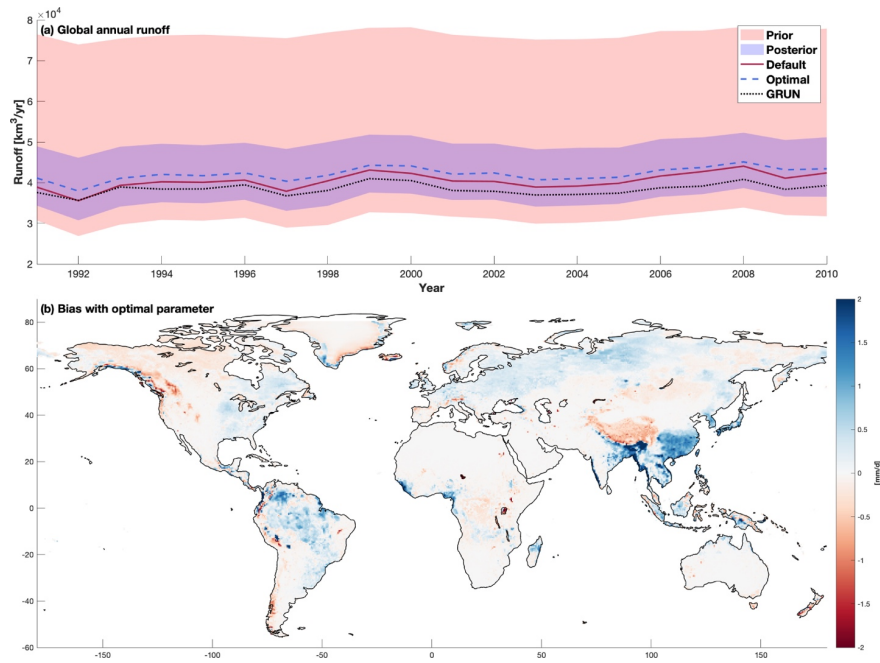 8 × 10⁴
(a) Global annual runoff
Prior
Posterior
Default
Optimal
GRUN
7
6
5
4
3
2
Runoff [km³/yr]
1992 1994 1996 1998 2000 2002 2004 2006 2008 2010
Year
(b) Bias with optimal parameter
80
60
40
20
0
-20
-40
-60
-150 -100 -50 0 50 100 150
2
1.5
1
0.5
0
-0.5
-1
-1.5
-2
[mm/d]